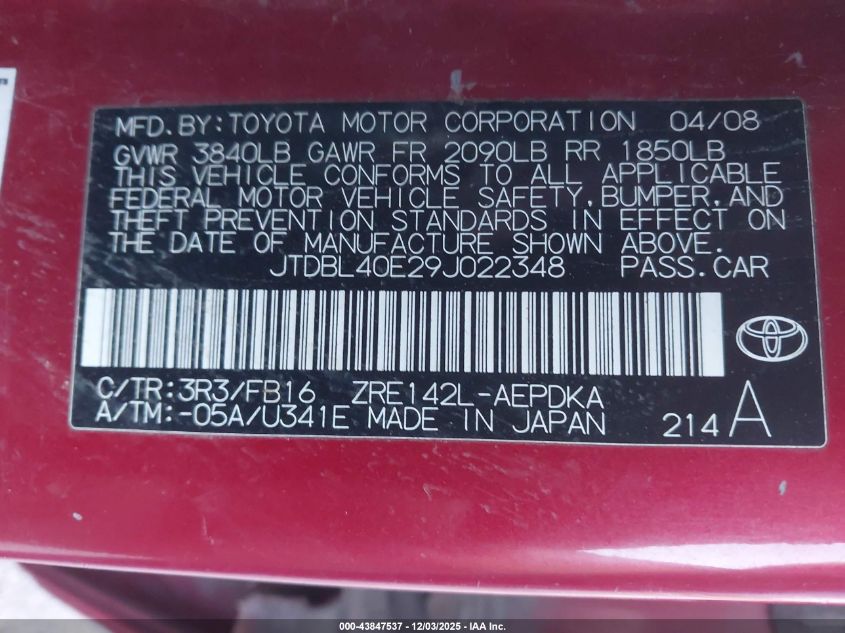 MFD.BY:TOYOTA MOTOR CORPORATION 04/08
GVWR 3840LB GAWR FR 2090LB RR 1850LB
THIS VEHICLE CONFORMS TO ALL APPLICABLE
FEDERAL MOTOR VEHICLE SAFETY,BUMPER,AND
THEFT PREVENTION STANDARDS IN EFFECT ON
THE DATE OF MANUFACTURE SHOWN ABOVE.
JTDBL40E29J022348 PASS.CAR
C/TR:3R3/FB16 ZRE142L-AEPDKA
A/TM:-05A/U341E MADE IN JAPAN 214 A
000-43847537 - 12/03/2025 - IAA Inc.